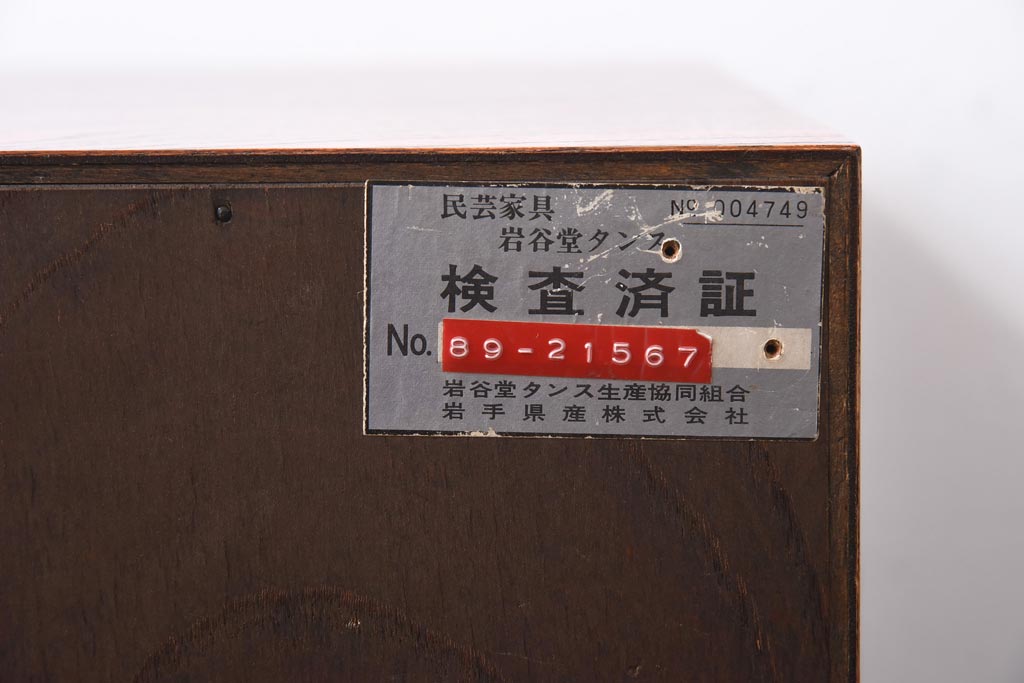 民芸家具
No 004749
岩谷堂タンス
検査済証
No. 89-21567
岩谷堂タンス生産協同組合
岩手県産株式会社